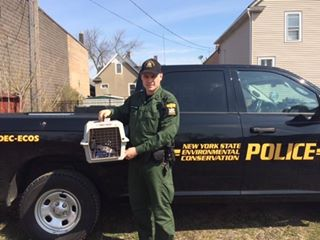 DEC-ECOS
NEW YORK STATE
ENVIRONMENTAL
CONSERVATION
POLICE